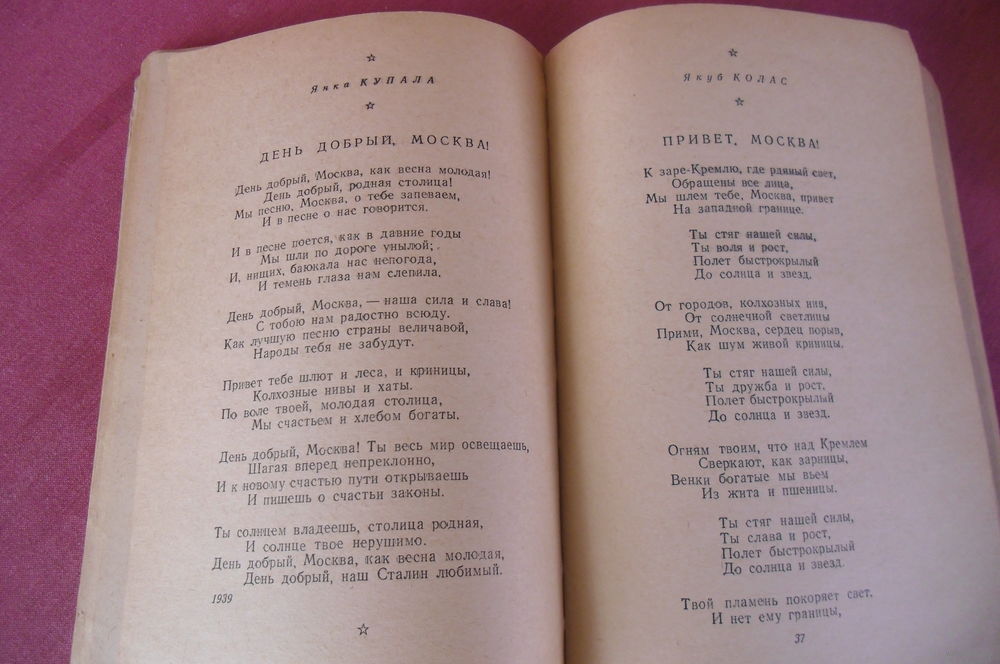 ☆
Янка КУПАЛА
☆
ДЕНЬ ДОБРЫЙ, МОСКВА!
День добрый, Москва, как весна молодая!
День добрый, родная столица!
Мы песню, Москва, о тебе запеваем,
И в песне о нас говорится.
И в песне поется, как в давние годы
Мы шли по дороге унылой;
И, нищих, баюкала нас непогода,
И темень глаза нам слепила.
День добрый, Москва, — наша сила и слава!
С тобою нам радостно всюду.
Как лучшую песню страны величавой,
Народы тебя не забудут.
Привет тебе шлют и леса, и криницы,
Колхозные нивы и хаты.
По воле твоей, молодая столица,
Мы счастьем и хлебом богаты.
День добрый, Москва! Ты весь мир освещаешь,
Шагая вперед непреклонно,
И к новому счастью пути открываешь
И пишешь о счастьи законы.
Ты солнцем владеешь, столица родная,
И солнце твое нерушимо.
День добрый, Москва, как весна молодая,
День добрый, наш Сталин любимый.
1939
☆
☆
Якуб КОЛАС
☆
ПРИВЕТ, МОСКВА!
К заре-Кремлю, где рдяный свет,
Обращены все лица,
Мы шлем тебе, Москва, привет
На западной границе.
Ты стяг нашей силы,
Ты воля и рост,
Полет быстрокрылый
До солнца и звезд.
От городов, колхозных нив,
От солнечной светлицы
Прими, Москва, сердец порыв,
Как шум живой криницы.
Ты стяг нашей силы,
Ты дружба и рост,
Полет быстрокрылый
До солнца и звезд.
Огням твоим, что над Кремлем
Сверкают, как зарницы,
Венки богатые мы вьем
Из жита и пшеницы.
Ты стяг нашей силы,
Ты слава и рост,
Полет быстрокрылый
До солнца и звезд.
Твой пламень покоряет свет.
И нет ему границы,
37